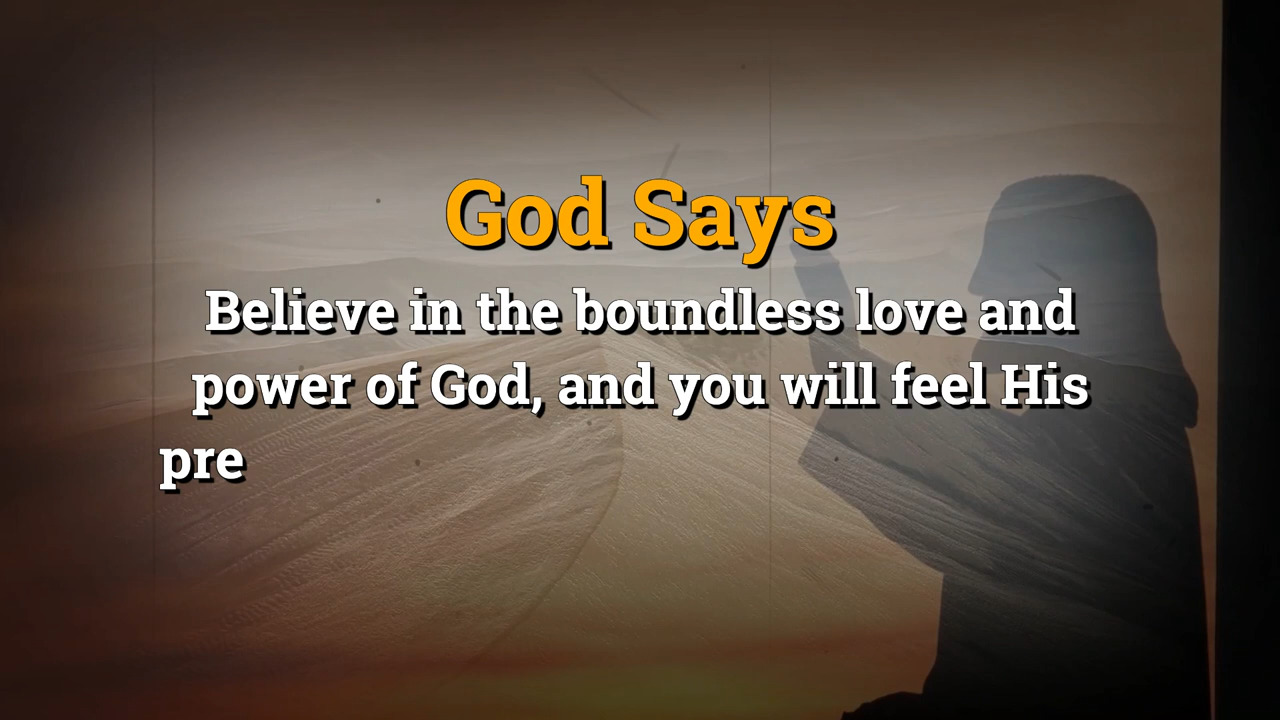 God Says
Believe in the boundless love and
power of God, and you will feel His
pre